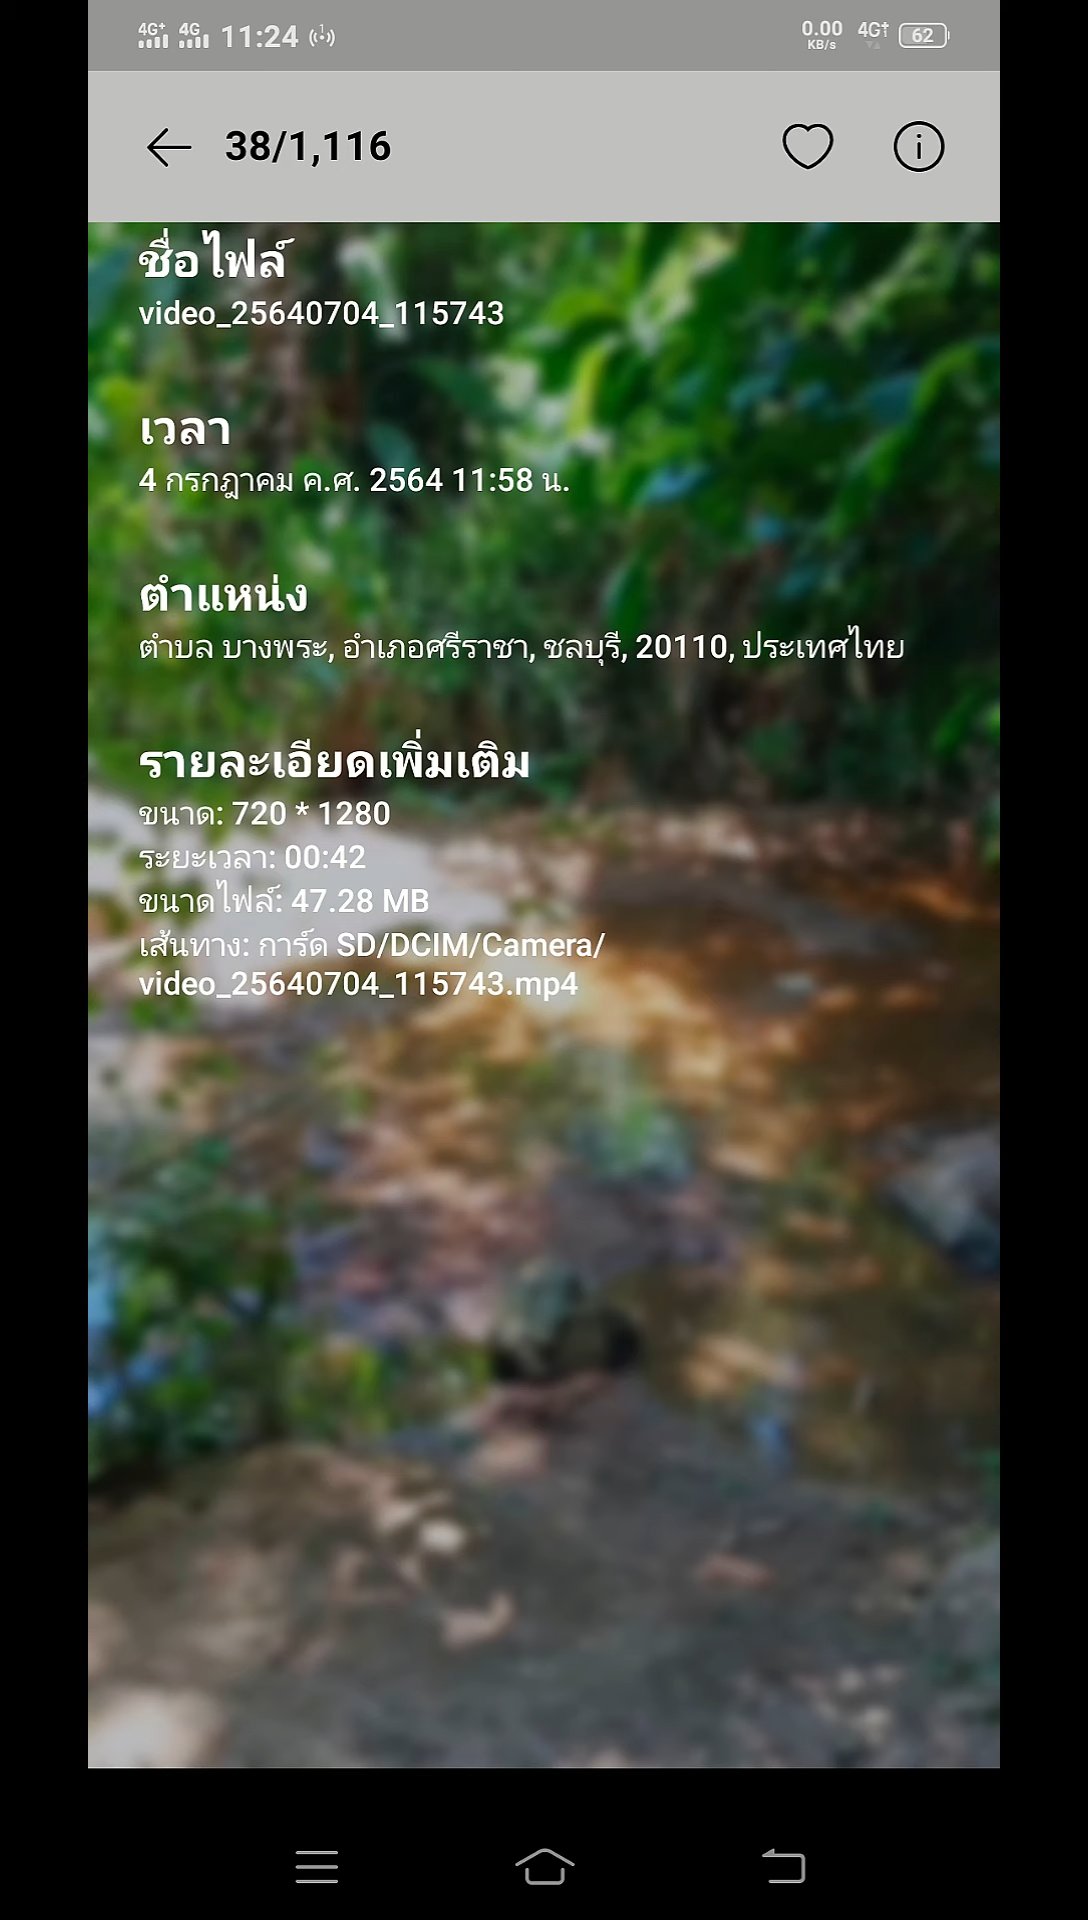 4G+ 4G 11:24 0.00 KB/s 4G 62
38/1,116
ชื่อไฟล์
video_25640704_115743
เวลา
4 กรกฎาคม ค.ศ. 2564 11:58 น.
ตำแหน่ง
ตำบล บางพระ, อำเภอศรีราชา, ชลบุรี, 20110, ประเทศไทย
รายละเอียดเพิ่มเติม
ขนาด: 720 * 1280
ระยะเวลา: 00:42
ขนาดไฟล์: 47.28 MB
เส้นทาง: การ์ด SD/DCIM/Camera/
video_25640704_115743.mp4